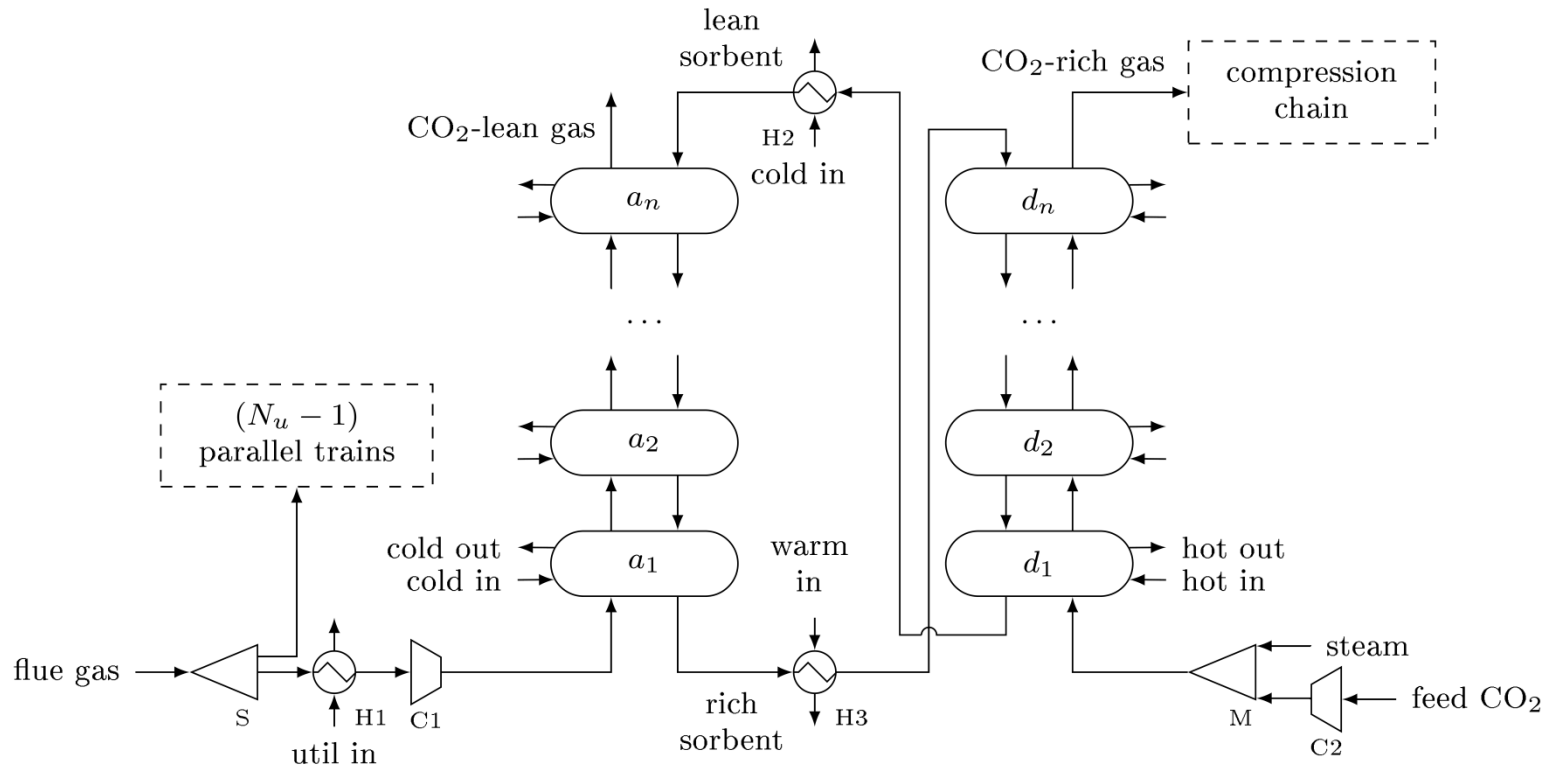 lean
sorbent
CO₂-rich gas
compression
chain
CO₂-lean gas
H2
cold in
aₙ
dₙ
...
...
(Nᵤ − 1)
parallel trains
a₂
d₂
cold out
cold in
a₁
warm
in
d₁
hot out
hot in
flue gas
S
H1
C1
util in
rich
sorbent
H3
steam
M
feed CO₂
C2